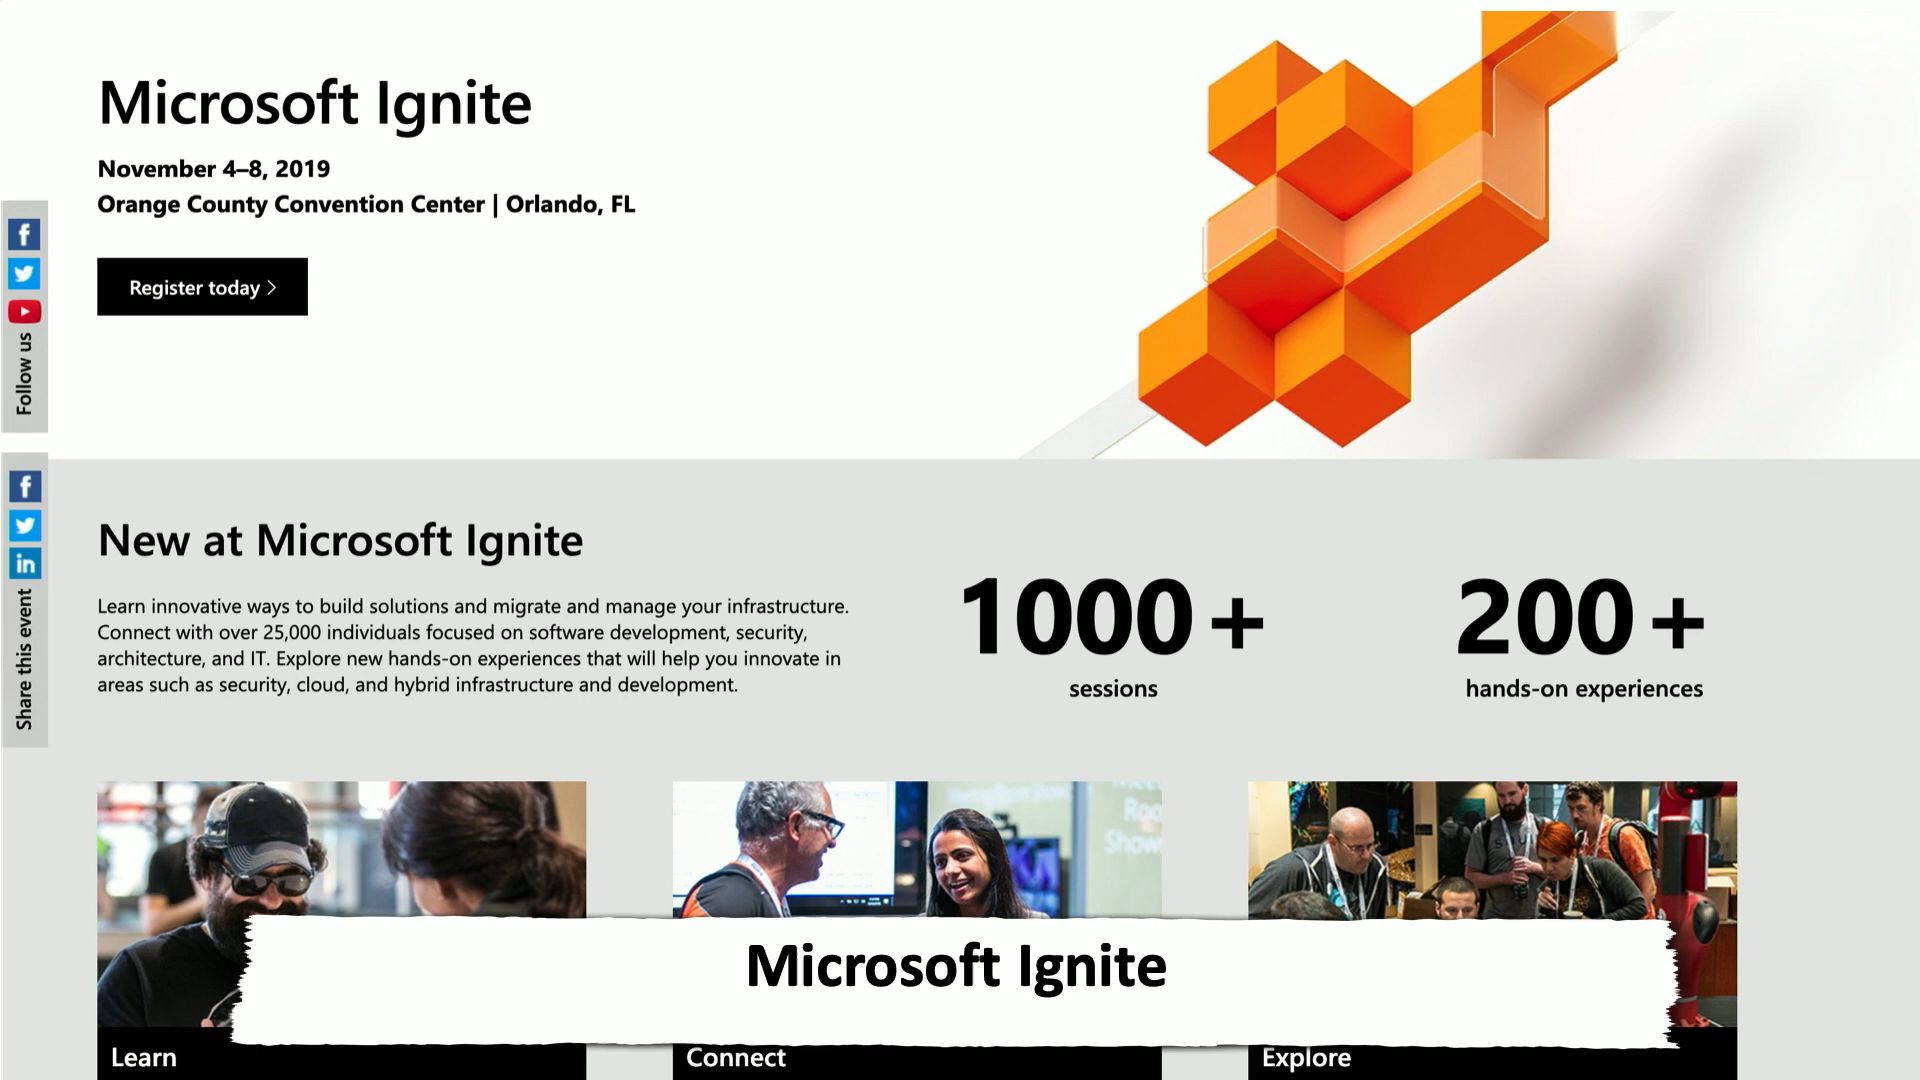 Microsoft Ignite
November 4–8, 2019
Orange County Convention Center | Orlando, FL
Register today >
Follow us
Share this event
New at Microsoft Ignite
Learn innovative ways to build solutions and migrate and manage your infrastructure.
Connect with over 25,000 individuals focused on software development, security,
architecture, and IT. Explore new hands-on experiences that will help you innovate in
areas such as security, cloud, and hybrid infrastructure and development.
1000+
sessions
200+
hands-on experiences
Microsoft Ignite
Learn
Connect
Explore